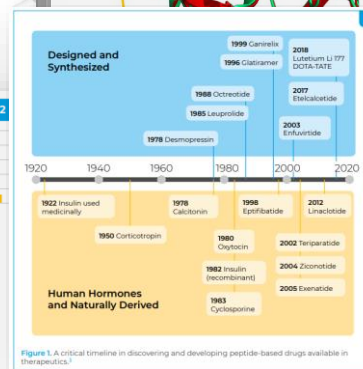 2
Designed and
Synthesized
1999 Ganirelix
1996 Glatiramer
2018
Lutetium Li 177
DOTA-TATE
1988 Octreotide
1985 Leuprolide
2017
Etelcalcetide
1978 Desmopressin
2003
Enfuvirtide
1920 1940 1960 1980 2000 2020
1922 Insulin used
medicinally
1978
Calcitonin
1998
Eptifibatide
2012
Linaclotide
1950 Corticotropin
1980
Oxytocin
2002 Teriparatide
1982 Insulin
(recombinant)
2004 Ziconotide
2005 Exenatide
1983
Cyclosporine
Human Hormones
and Naturally Derived
Figure 1. A critical timeline in discovering and developing peptide-based drugs available in
therapeutics.